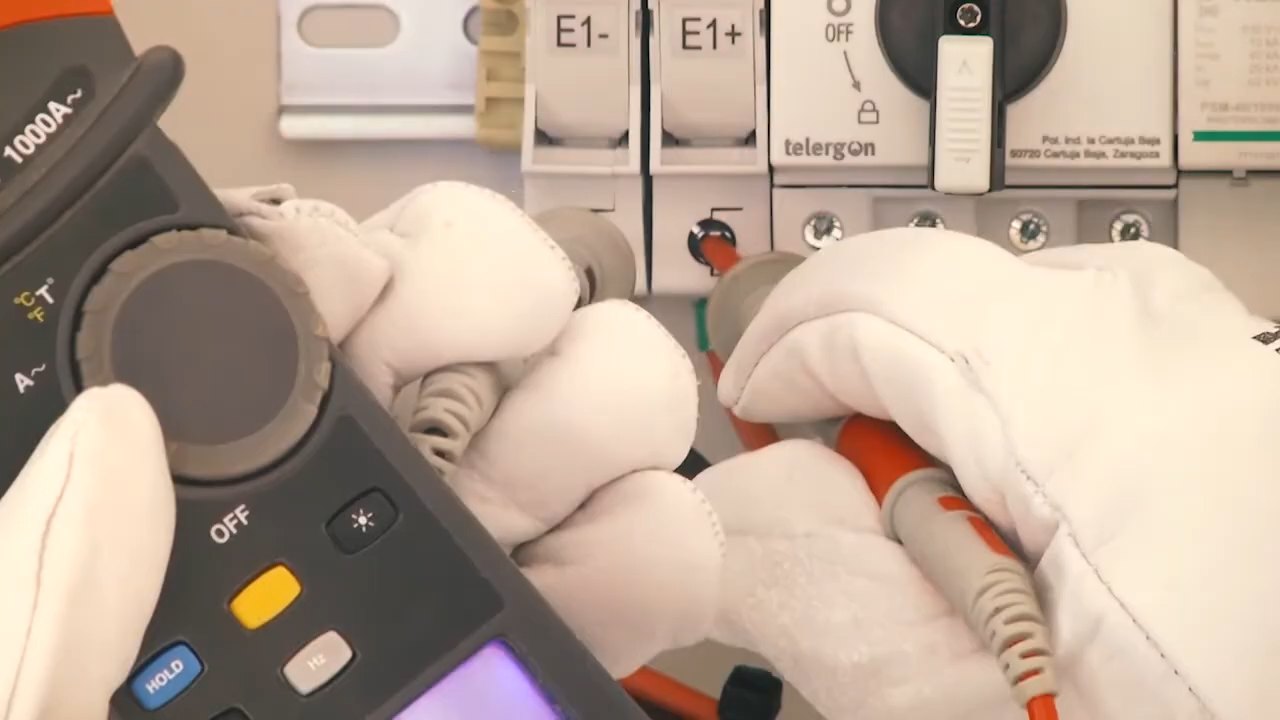 1000A~
E1-
E1+
OFF
telergon
Pol. Ind. la Cartuja Baja
50720 Cartuja Baja, Zaragoza
°C
°F
T°
A~
OFF
HOLD
Hz